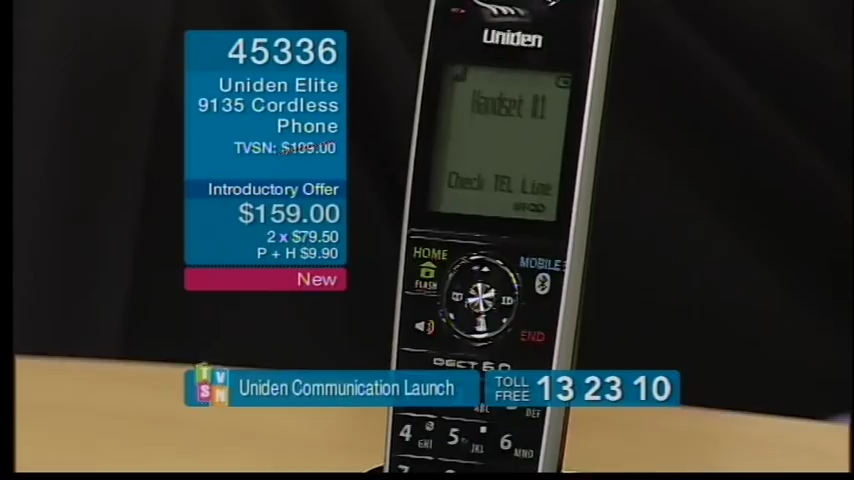 45336
Uniden Elite
9135 Cordless
Phone
TVSN: $199.00
Introductory Offer
$159.00
2 x $79.50
P + H $9.90
New
Uniden
Handset 01
Check TEL Line
HOME
FLASH
MOBILE
ID
END
DECT 6.0
TVSN
Uniden Communication Launch
TOLL FREE 13 23 10
ABC
DEF
4 GHI
5 JKL
6 MNO